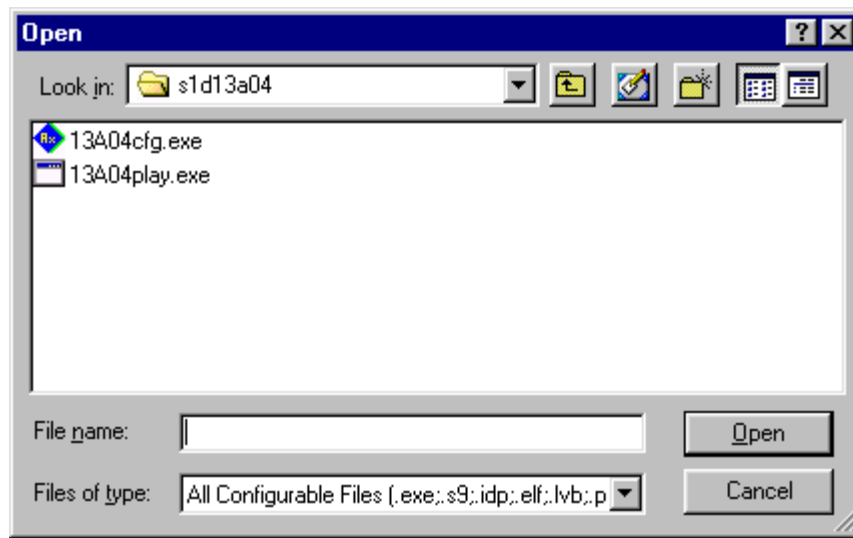 Open
Look in: s1d13a04
13A04cfg.exe
13A04play.exe
File name:
Open
Files of type: All Configurable Files (.exe;.s9;.idp;.elf;.lvb;.p
Cancel